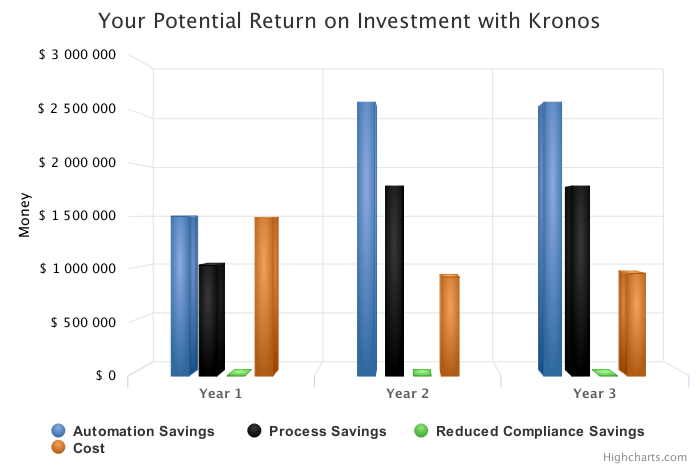 Your Potential Return on Investment with Kronos
$ 3 000 000
$ 2 500 000
$ 2 000 000
$ 1 500 000
$ 1 000 000
$ 500 000
$ 0
Money
Year 1 Year 2 Year 3
Automation Savings Process Savings Reduced Compliance Savings
Cost
Highcharts.com